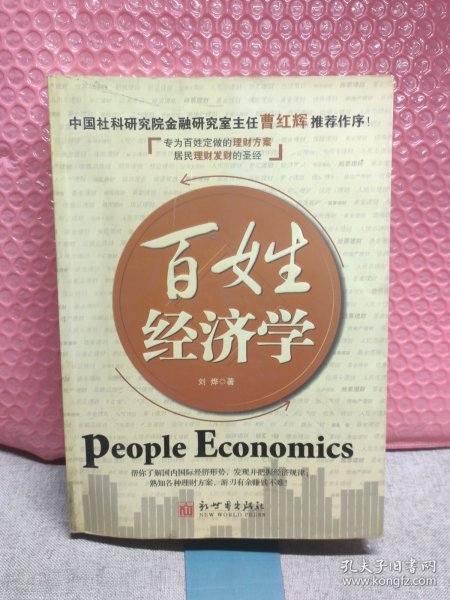 中国社科研究院金融研究室主任曹红辉推荐作序！
专为百姓定做的理财方案
居民理财发财的圣经
百姓
经济学
刘烨◎著
People Economics
帮你了解国内国际经济形势，发现并把握经济规律，
熟知各种理财方案，游刃有余赚钱不难！
新世界出版社
NEW WORLD PRESS
孔夫子旧书网
www.kongfz.com